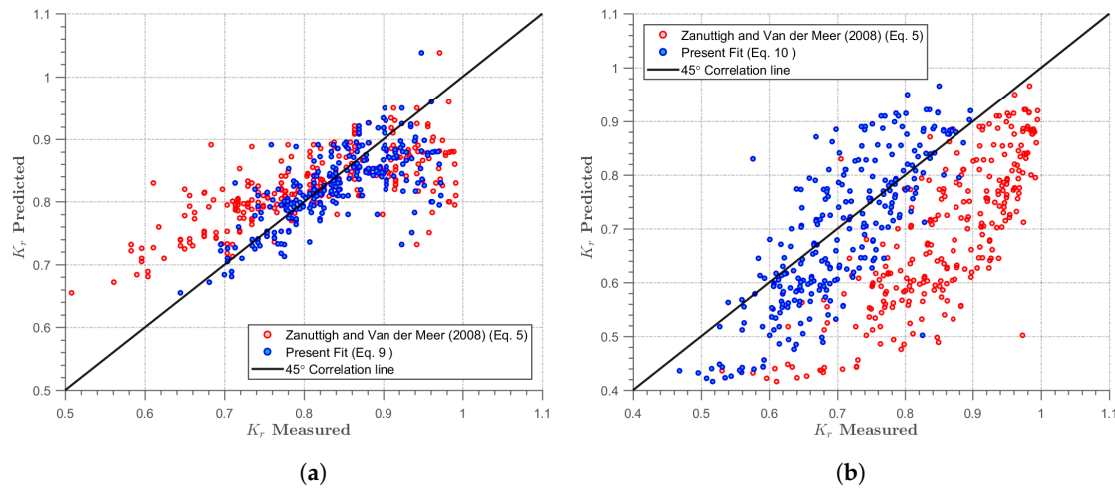 1.1
1
0.9
0.8
0.7
0.6
0.5
K_r Predicted
Zanuttigh and Van der Meer (2008) (Eq. 5)
Present Fit (Eq. 9 )
45° Correlation line
0.5 0.6 0.7 0.8 0.9 1 1.1
K_r Measured
(a)
1.1
1
0.9
0.8
0.7
0.6
0.5
0.4
K_r Predicted
Zanuttigh and Van der Meer (2008) (Eq. 5)
Present Fit (Eq. 10 )
45° Correlation line
0.4 0.5 0.6 0.7 0.8 0.9 1 1.1
K_r Measured
(b)